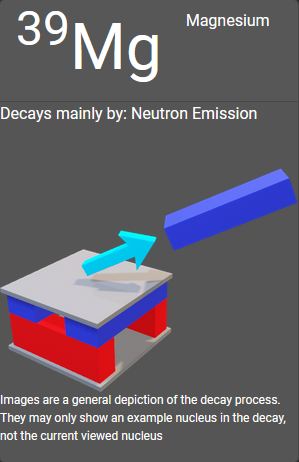 39Mg
Magnesium
Decays mainly by: Neutron Emission
Images are a general depiction of the decay process.
They may only show an example nucleus in the decay,
not the current viewed nucleus